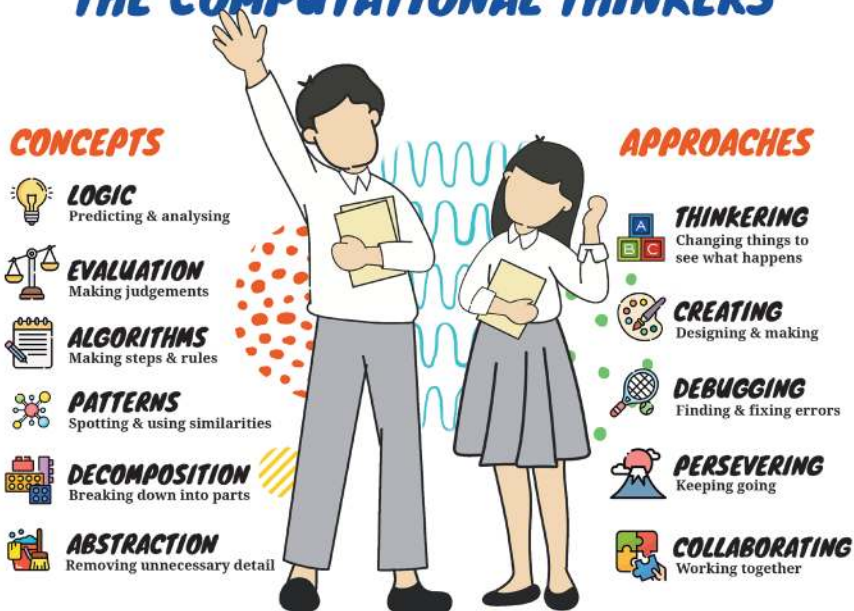 THE COMPUTATIONAL THINKERS
CONCEPTS
LOGIC
Predicting & analysing
EVALUATION
Making judgements
ALGORITHMS
Making steps & rules
PATTERNS
Spotting & using similarities
DECOMPOSITION
Breaking down into parts
ABSTRACTION
Removing unnecessary detail
APPROACHES
A
B C
THINKERING
Changing things to
see what happens
CREATING
Designing & making
DEBUGGING
Finding & fixing errors
PERSEVERING
Keeping going
COLLABORATING
Working together